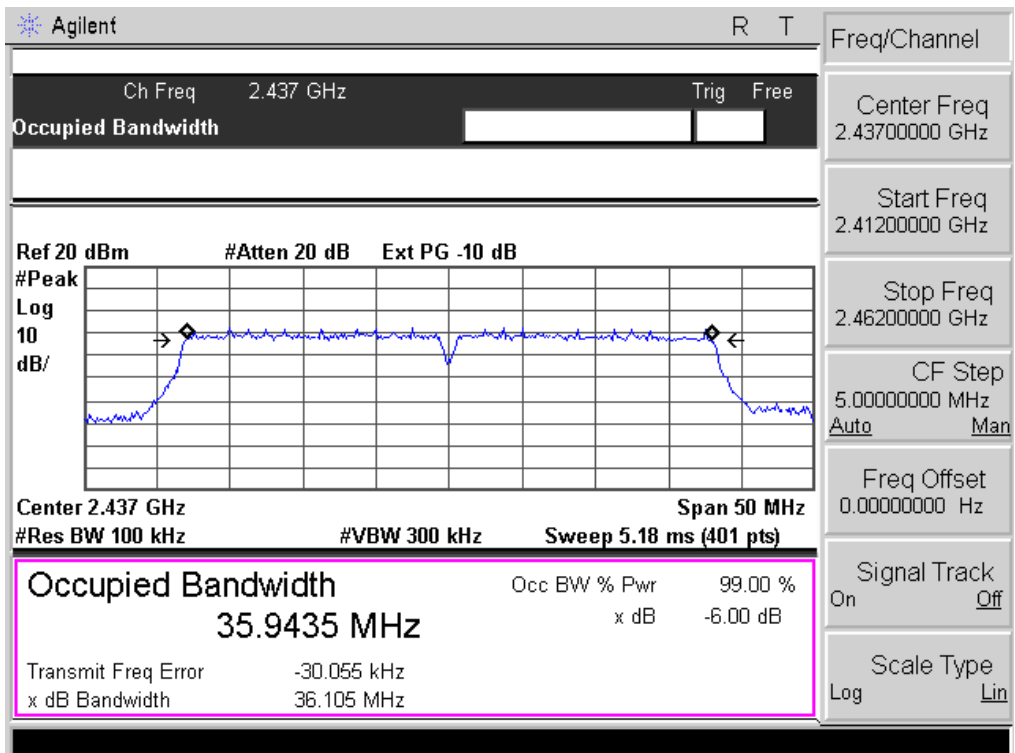 Agilent R T
Ch Freq 2.437 GHz Trig Free
Occupied Bandwidth
Ref 20 dBm #Atten 20 dB Ext PG -10 dB
#Peak
Log
10
dB/
Center 2.437 GHz Span 50 MHz
#Res BW 100 kHz #VBW 300 kHz Sweep 5.18 ms (401 pts)
Occupied Bandwidth Occ BW % Pwr 99.00 %
35.9435 MHz x dB -6.00 dB
Transmit Freq Error -30.055 kHz
x dB Bandwidth 36.105 MHz
Freq/Channel
Center Freq
2.43700000 GHz
Start Freq
2.41200000 GHz
Stop Freq
2.46200000 GHz
CF Step
5.00000000 MHz
Auto Man
Freq Offset
0.00000000 Hz
Signal Track
On Off
Scale Type
Log Lin